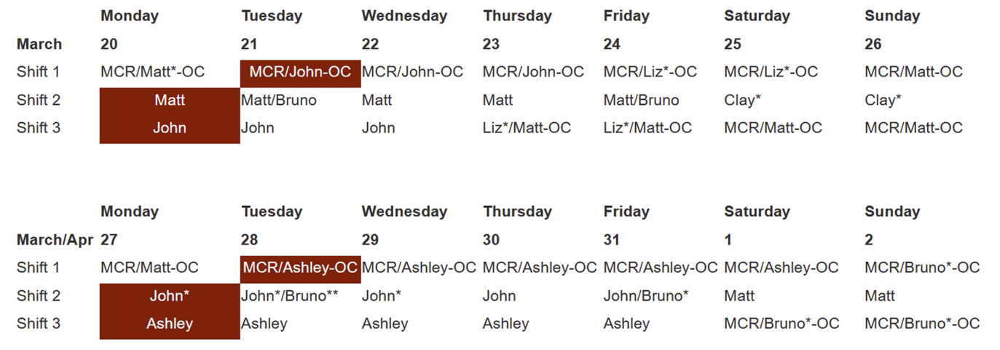 Monday Tuesday Wednesday Thursday Friday Saturday Sunday
March 20 21 22 23 24 25 26
Shift 1 MCR/Matt*-OC MCR/John-OC MCR/John-OC MCR/John-OC MCR/Liz*-OC MCR/Liz*-OC MCR/Matt-OC
Shift 2 Matt Matt/Bruno Matt Matt Matt/Bruno Clay* Clay*
Shift 3 John John John Liz*/Matt-OC Liz*/Matt-OC MCR/Matt-OC MCR/Matt-OC
Monday Tuesday Wednesday Thursday Friday Saturday Sunday
March/Apr 27 28 29 30 31 1 2
Shift 1 MCR/Matt-OC MCR/Ashley-OC MCR/Ashley-OC MCR/Ashley-OC MCR/Ashley-OC MCR/Ashley-OC MCR/Bruno*-OC
Shift 2 John* John*/Bruno** John* John John/Bruno* Matt Matt
Shift 3 Ashley Ashley Ashley Ashley Ashley MCR/Bruno*-OC MCR/Bruno*-OC